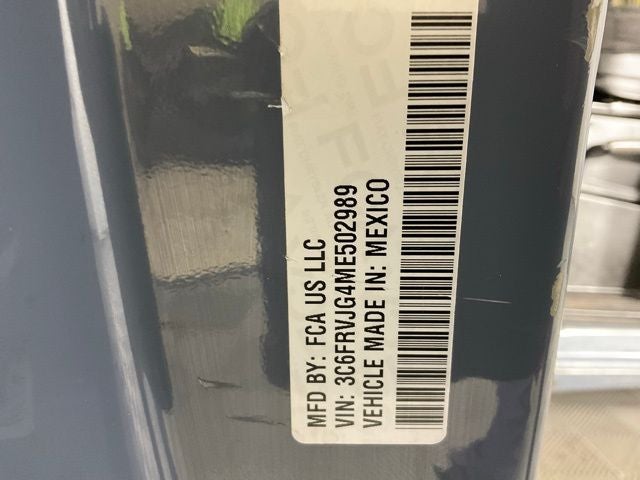 MFD BY: FCA US LLC
VIN: 3C6FRVJG4ME502989
VEHICLE MADE IN: MEXICO